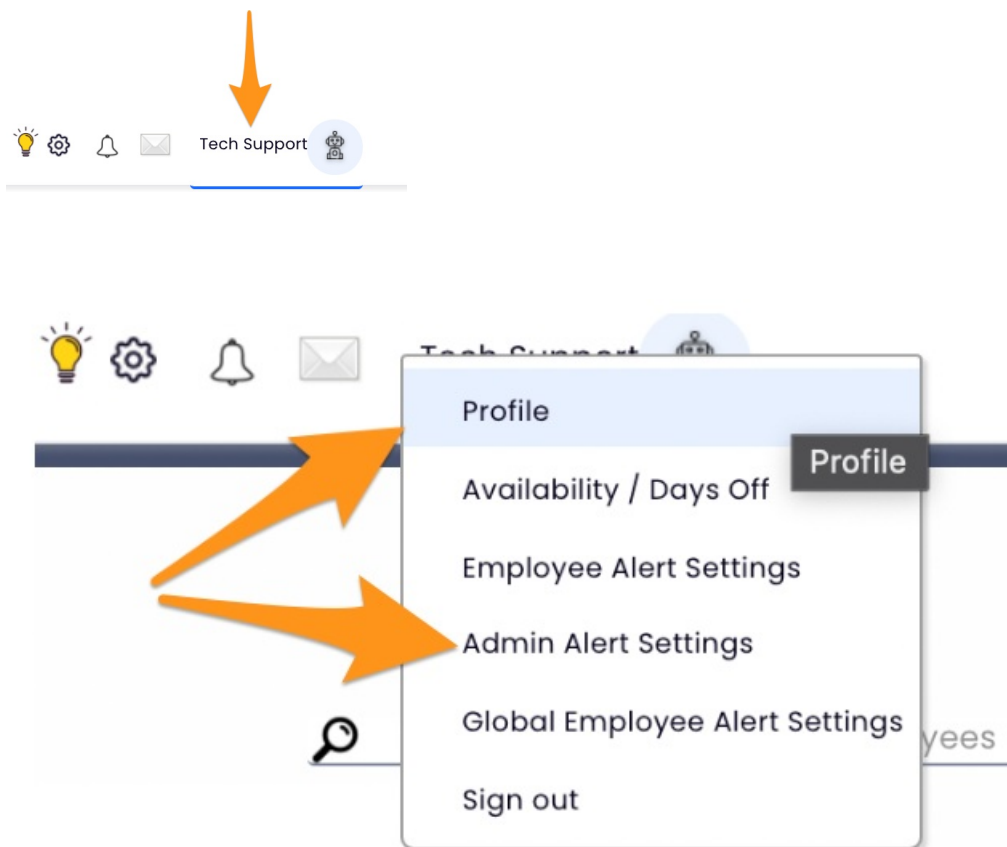 Tech Support
Tech Support
Profile
Profile
Availability / Days Off
Employee Alert Settings
Admin Alert Settings
Global Employee Alert Settings
yees
Sign out